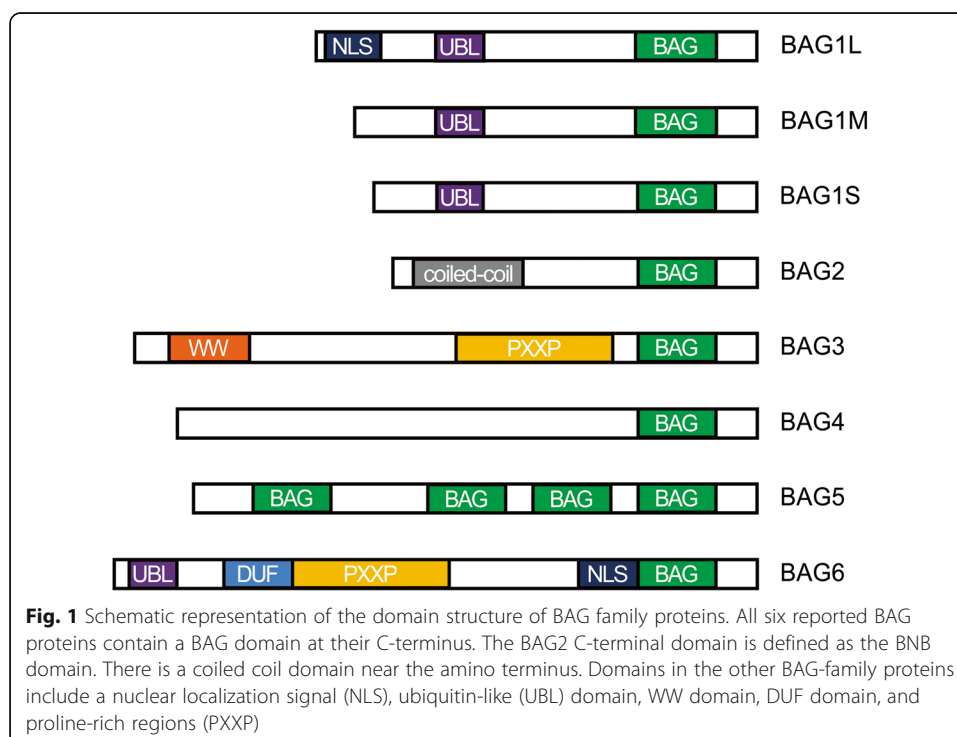 NLS UBL BAG BAG1L
UBL BAG BAG1M
UBL BAG BAG1S
coiled-coil BAG BAG2
WW PXXP BAG BAG3
BAG BAG4
BAG BAG BAG BAG BAG5
UBL DUF PXXP NLS BAG BAG6
Fig. 1 Schematic representation of the domain structure of BAG family proteins. All six reported BAG
proteins contain a BAG domain at their C-terminus. The BAG2 C-terminal domain is defined as the BNB
domain. There is a coiled coil domain near the amino terminus. Domains in the other BAG-family proteins
include a nuclear localization signal (NLS), ubiquitin-like (UBL) domain, WW domain, DUF domain, and
proline-rich regions (PXXP)